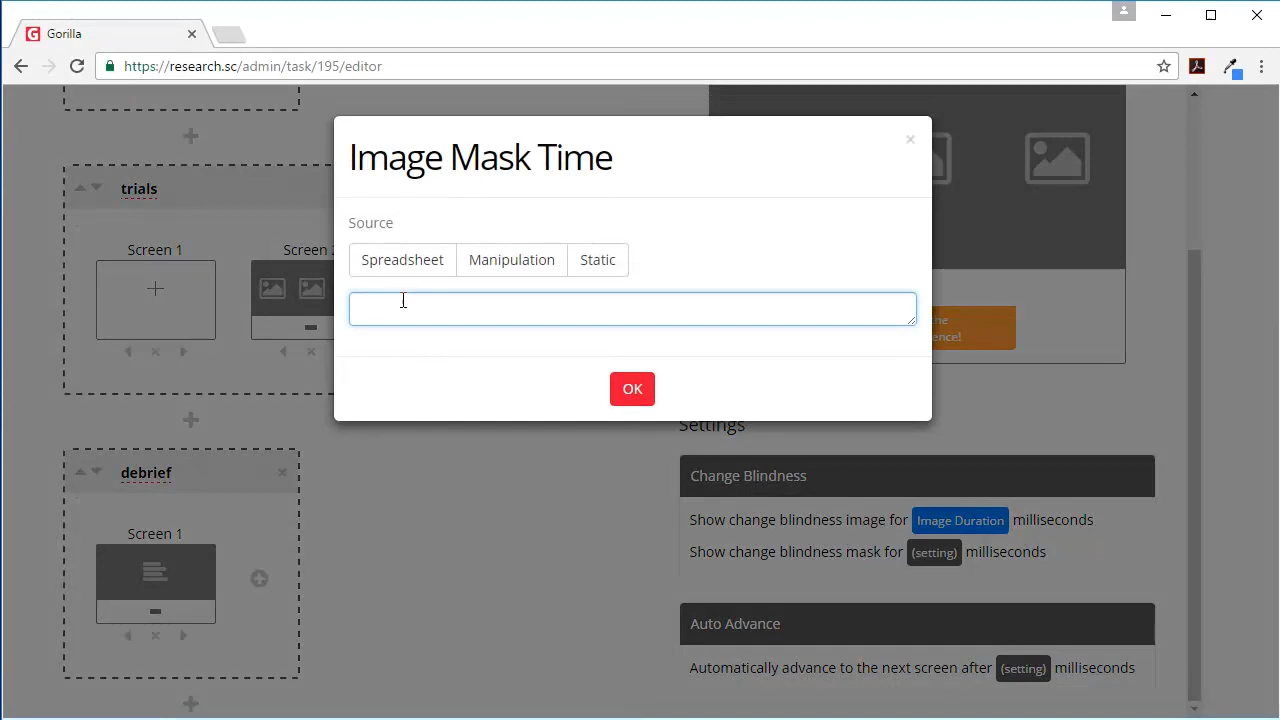 Gorilla
https://research.sc/admin/task/195/editor
Image Mask Time
Source
Spreadsheet
Manipulation
Static
OK
trials
Screen 1
Screen
debrief
Screen 1
the
Settings
Change Blindness
Show change blindness image for Image Duration milliseconds
Show change blindness mask for (setting) milliseconds
Auto Advance
Automatically advance to the next screen after (setting) milliseconds